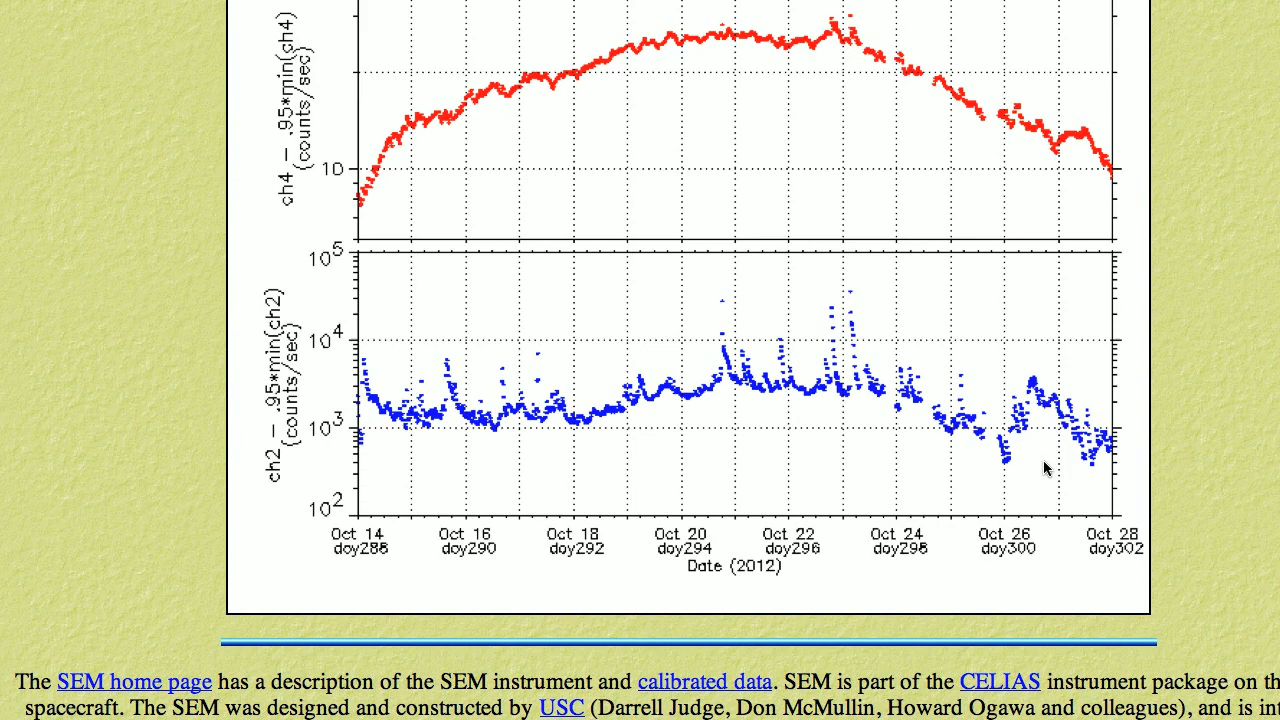 ch4 - .95*min(ch4)
(counts/sec)
10
10^5
10^4
10^3
10^2
ch2 - .95*min(ch2)
(counts/sec)
Oct 14 Oct 16 Oct 18 Oct 20 Oct 22 Oct 24 Oct 26 Oct 28
doy288 doy290 doy292 doy294 doy296 doy298 doy300 doy302
Date (2012)
The SEM home page has a description of the SEM instrument and calibrated data. SEM is part of the CELIAS instrument package on th
spacecraft. The SEM was designed and constructed by USC (Darrell Judge, Don McMullin, Howard Ogawa and colleagues), and is in